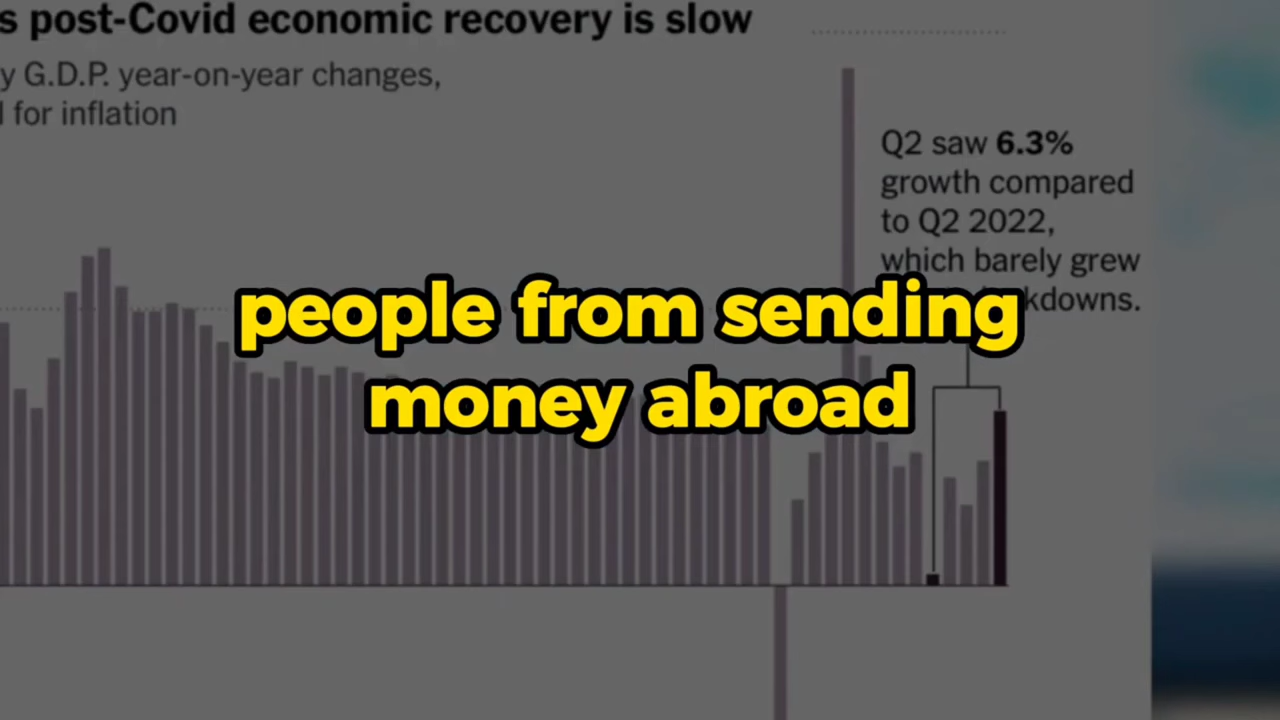 s post-Covid economic recovery is slow
y G.D.P. year-on-year changes,
for inflation
Q2 saw 6.3%
growth compared
to Q2 2022,
which barely grew
kdowns.
people from sending
money abroad